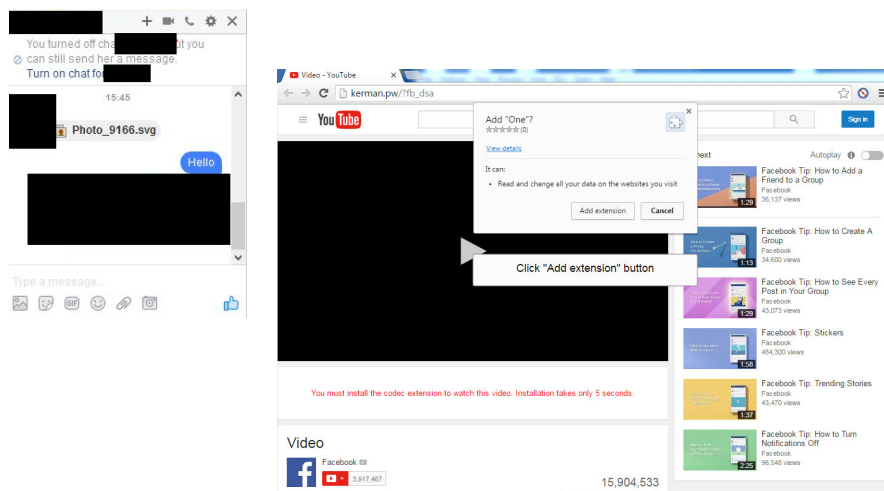 You turned off cha
t you
can still send her a message.
Turn on chat for
15:45
Photo_9166.svg
Hello
Type a message...
GIF
Video - YouTube
kerman.pw/?fb_dsa
YouTube
Sign in
Add "One"?
(0)
View details
It can:
Read and change all your data on the websites you visit
Add extension
Cancel
Click "Add extension" button
You must install the codec extension to watch this video. Installation takes only 5 seconds.
Video
Facebook
3,917,467
15,904,533
next
Autoplay
Facebook Tip: How to Add a
Friend to a Group
Facebook
36,137 views
1:29
Facebook Tip: How to Create A
Group
Facebook
34,600 views
1:13
Facebook Tip: How to See Every
Post in Your Group
Facebook
43,073 views
1:29
Facebook Tip: Stickers
Facebook
484,300 views
1:58
Facebook Tip: Trending Stories
Facebook
43,470 views
1:37
Facebook Tip: How to Turn
Notifications Off
Facebook
96,548 views
2:25